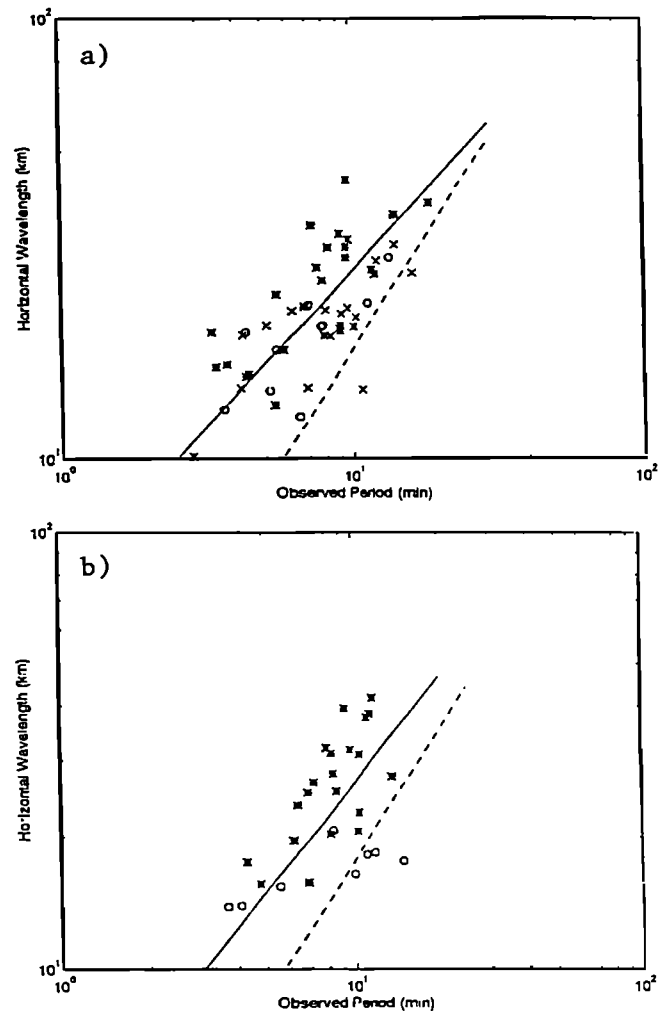 a)
10²
Horizontal Wavelength (km)
10¹
10⁰
10¹
10²
Observed Period (min)
b)
10²
Horizontal Wavelength (km)
10¹
10⁰
10¹
10²
Observed Period (min)